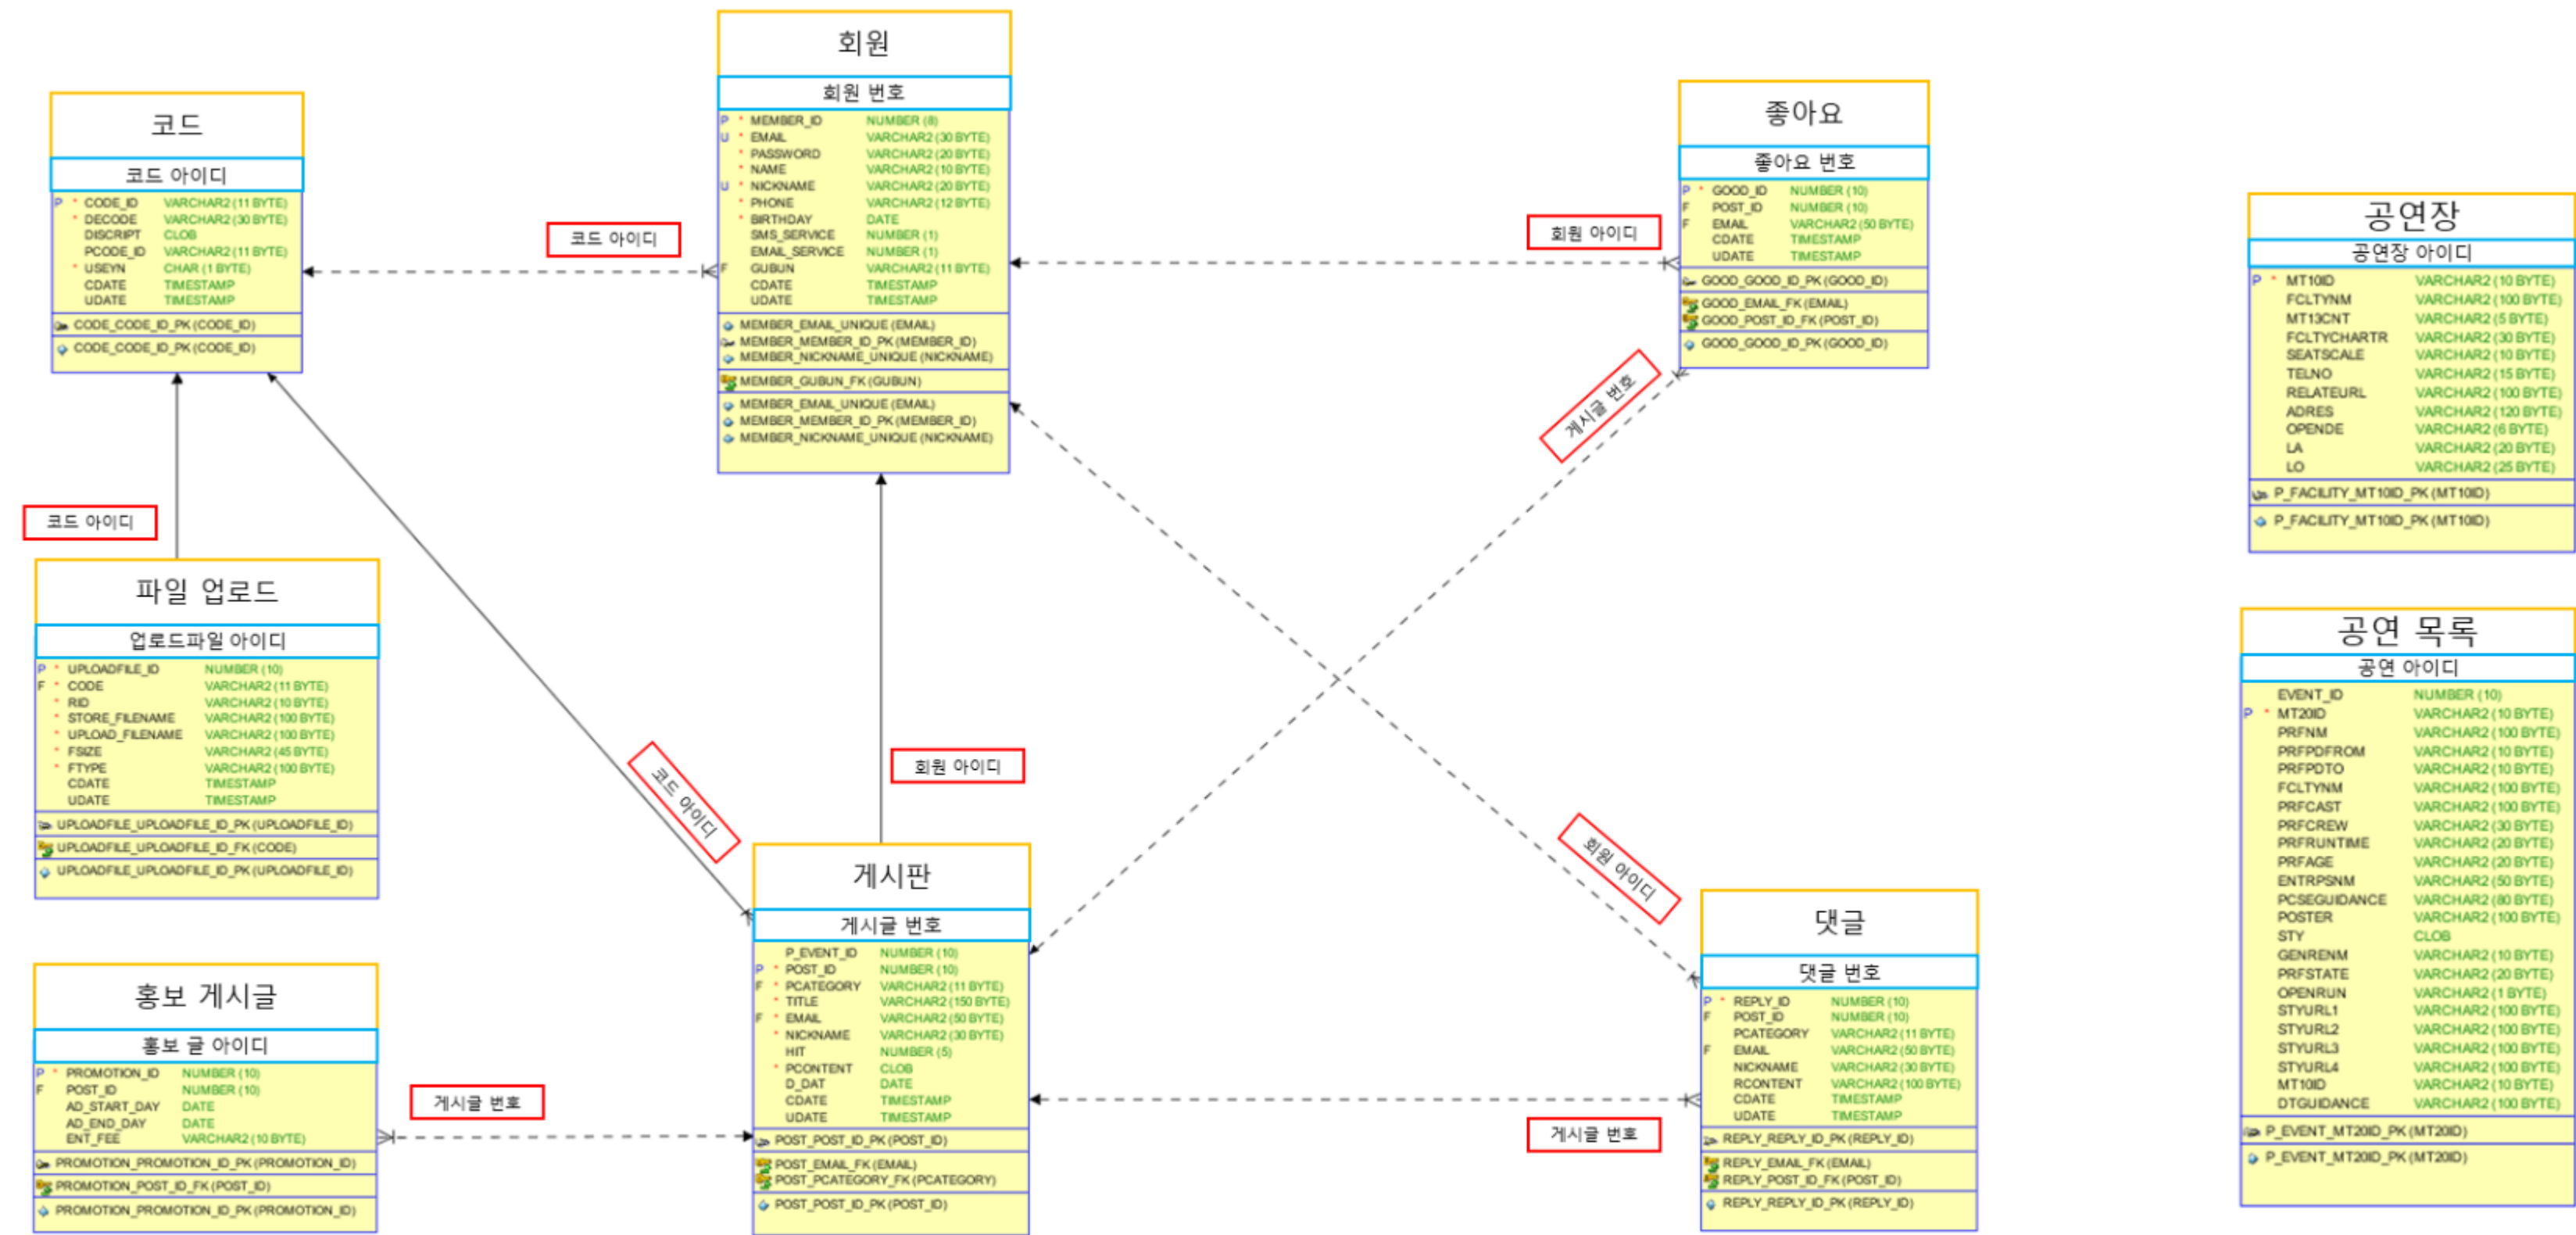 코드
코드 아이디
P * CODE_ID VARCHAR2 (11 BYTE)
* DECODE VARCHAR2 (30 BYTE)
DISCRIPT CLOB
PCODE_ID VARCHAR2 (11 BYTE)
* USEYN CHAR (1 BYTE)
CDATE TIMESTAMP
UDATE TIMESTAMP
CODE_CODE_ID_PK (CODE_ID)
CODE_CODE_ID_PK (CODE_ID)
코드 아이디
회원
회원 번호
P * MEMBER_ID NUMBER (8)
U * EMAIL VARCHAR2 (30 BYTE)
* PASSWORD VARCHAR2 (20 BYTE)
* NAME VARCHAR2 (10 BYTE)
U * NICKNAME VARCHAR2 (20 BYTE)
* PHONE VARCHAR2 (12 BYTE)
* BIRTHDAY DATE
SMS_SERVICE NUMBER (1)
EMAIL_SERVICE NUMBER (1)
F GUBUN VARCHAR2 (11 BYTE)
CDATE TIMESTAMP
UDATE TIMESTAMP
MEMBER_EMAIL_UNIQUE (EMAIL)
MEMBER_MEMBER_ID_PK (MEMBER_ID)
MEMBER_NICKNAME_UNIQUE (NICKNAME)
MEMBER_GUBUN_FK (GUBUN)
MEMBER_EMAIL_UNIQUE (EMAIL)
MEMBER_MEMBER_ID_PK (MEMBER_ID)
MEMBER_NICKNAME_UNIQUE (NICKNAME)
회원 아이디
좋아요
좋아요 번호
P * GOOD_ID NUMBER (10)
F POST_ID NUMBER (10)
F EMAIL VARCHAR2 (50 BYTE)
CDATE TIMESTAMP
UDATE TIMESTAMP
GOOD_GOOD_ID_PK (GOOD_ID)
GOOD_EMAIL_FK (EMAIL)
GOOD_POST_ID_FK (POST_ID)
GOOD_GOOD_ID_PK (GOOD_ID)
게시글 번호
공연장
공연장 아이디
P * MT10ID VARCHAR2 (10 BYTE)
FCLTYNM VARCHAR2 (100 BYTE)
MT13CNT VARCHAR2 (5 BYTE)
FCLTYCHARTR VARCHAR2 (30 BYTE)
SEATSCALE VARCHAR2 (10 BYTE)
TELNO VARCHAR2 (15 BYTE)
RELATEURL VARCHAR2 (100 BYTE)
ADRES VARCHAR2 (120 BYTE)
OPENDE VARCHAR2 (6 BYTE)
LA VARCHAR2 (20 BYTE)
LO VARCHAR2 (25 BYTE)
P_FACILITY_MT10ID_PK (MT10ID)
P_FACILITY_MT10ID_PK (MT10ID)
코드 아이디
파일 업로드
업로드파일 아이디
P * UPLOADFILE_ID NUMBER (10)
F * CODE VARCHAR2 (11 BYTE)
* RID VARCHAR2 (10 BYTE)
* STORE_FILENAME VARCHAR2 (100 BYTE)
* UPLOAD_FILENAME VARCHAR2 (100 BYTE)
* FSIZE VARCHAR2 (45 BYTE)
* FTYPE VARCHAR2 (100 BYTE)
CDATE TIMESTAMP
UDATE TIMESTAMP
UPLOADFILE_UPLOADFILE_ID_PK (UPLOADFILE_ID)
UPLOADFILE_UPLOADFILE_ID_FK (CODE)
UPLOADFILE_UPLOADFILE_ID_PK (UPLOADFILE_ID)
코드 아이디
회원 아이디
게시판
게시글 번호
P_EVENT_ID NUMBER (10)
P * POST_ID NUMBER (10)
F * PCATEGORY VARCHAR2 (11 BYTE)
* TITLE VARCHAR2 (150 BYTE)
F * EMAIL VARCHAR2 (50 BYTE)
* NICKNAME VARCHAR2 (30 BYTE)
HIT NUMBER (5)
* PCONTENT CLOB
D_DAT DATE
CDATE TIMESTAMP
UDATE TIMESTAMP
POST_POST_ID_PK (POST_ID)
POST_EMAIL_FK (EMAIL)
POST_PCATEGORY_FK (PCATEGORY)
POST_POST_ID_PK (POST_ID)
홍보 게시글
홍보 글 아이디
P * PROMOTION_ID NUMBER (10)
F POST_ID NUMBER (10)
AD_START_DAY DATE
AD_END_DAY DATE
ENT_FEE VARCHAR2 (10 BYTE)
PROMOTION_PROMOTION_ID_PK (PROMOTION_ID)
PROMOTION_POST_ID_FK (POST_ID)
PROMOTION_PROMOTION_ID_PK (PROMOTION_ID)
게시글 번호
회원 아이디
댓글
댓글 번호
P * REPLY_ID NUMBER (10)
F POST_ID NUMBER (10)
PCATEGORY VARCHAR2 (11 BYTE)
F EMAIL VARCHAR2 (50 BYTE)
NICKNAME VARCHAR2 (30 BYTE)
RCONTENT VARCHAR2 (100 BYTE)
CDATE TIMESTAMP
UDATE TIMESTAMP
REPLY_REPLY_ID_PK (REPLY_ID)
REPLY_EMAIL_FK (EMAIL)
REPLY_POST_ID_FK (POST_ID)
REPLY_REPLY_ID_PK (REPLY_ID)
게시글 번호
공연 목록
공연 아이디
EVENT_ID NUMBER (10)
P * MT20ID VARCHAR2 (10 BYTE)
PRFNM VARCHAR2 (100 BYTE)
PRFPDFROM VARCHAR2 (10 BYTE)
PRFPDTO VARCHAR2 (10 BYTE)
FCLTYNM VARCHAR2 (100 BYTE)
PRFCAST VARCHAR2 (100 BYTE)
PRFCREW VARCHAR2 (30 BYTE)
PRFRUNTIME VARCHAR2 (20 BYTE)
PRFAGE VARCHAR2 (20 BYTE)
ENTRPSNM VARCHAR2 (50 BYTE)
PCSEGUIDANCE VARCHAR2 (80 BYTE)
POSTER VARCHAR2 (100 BYTE)
STY CLOB
GENRENM VARCHAR2 (10 BYTE)
PRFSTATE VARCHAR2 (20 BYTE)
OPENRUN VARCHAR2 (1 BYTE)
STYURL1 VARCHAR2 (100 BYTE)
STYURL2 VARCHAR2 (100 BYTE)
STYURL3 VARCHAR2 (100 BYTE)
STYURL4 VARCHAR2 (100 BYTE)
MT10ID VARCHAR2 (10 BYTE)
DTGUIDANCE VARCHAR2 (100 BYTE)
P_EVENT_MT20ID_PK (MT20ID)
P_EVENT_MT20ID_PK (MT20ID)